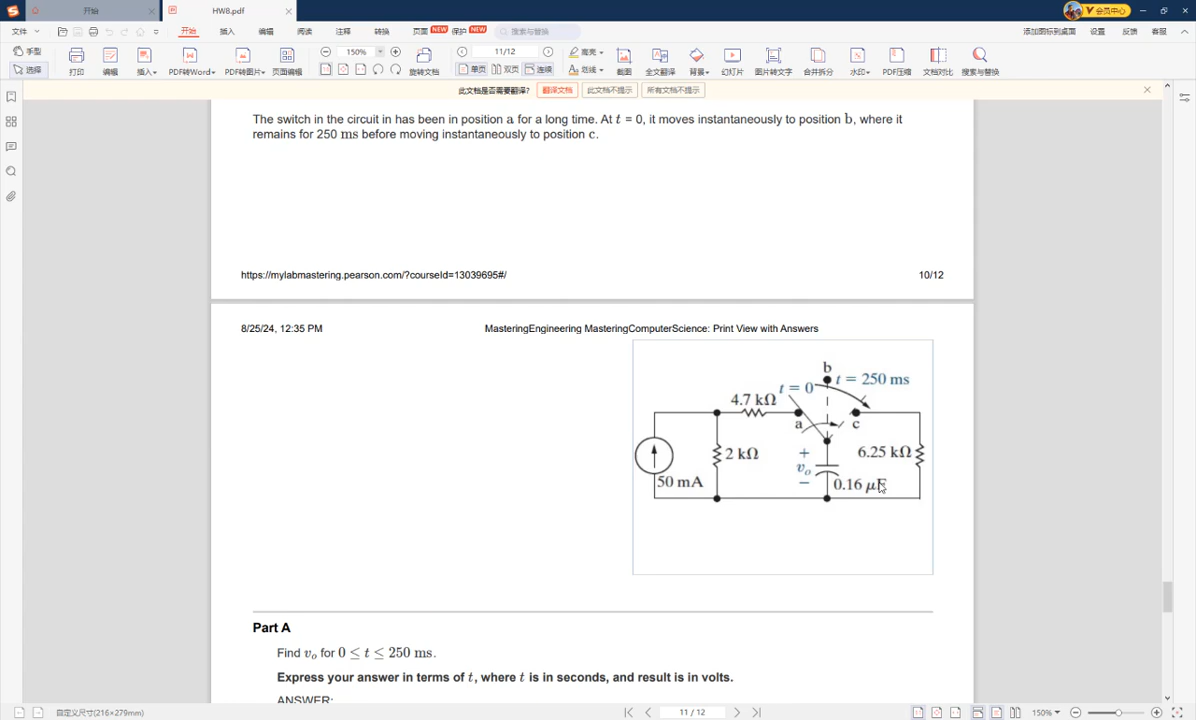 开始
HW8.pdf
V 会员中心
文件
开始
插入
编辑
阅读
注释
转换
页面 NEW
保护 NEW
搜索与替换
添加图标到桌面
设置
反馈
客服
手型
选择
打印
编辑
插入
PDF转Word
PDF转图片
页面编辑
150%
11/12
旋转文档
单页
双页
连续
高亮
划线
截图
全文翻译
背景
幻灯片
图片转文字
合并拆分
水印
PDF压缩
文档对比
搜索与替换
此文档是否需要翻译?
翻译文档
此文档不提示
所有文档不提示
The switch in the circuit in has been in position a for a long time. At t = 0, it moves instantaneously to position b, where it
remains for 250 ms before moving instantaneously to position c.
https://mylabmastering.pearson.com/?courseId=13039695#/
10/12
8/25/24, 12:35 PM
MasteringEngineering MasteringComputerScience: Print View with Answers
b
t = 0
t = 250 ms
4.7 kΩ
a
c
2 kΩ
+
v₀
−
6.25 kΩ
50 mA
0.16 μF
Part A
Find v₀ for 0 ≤ t ≤ 250 ms.
Express your answer in terms of t, where t is in seconds, and result is in volts.
ANSWER:
自定义尺寸(216×279mm)
11 / 12
150%